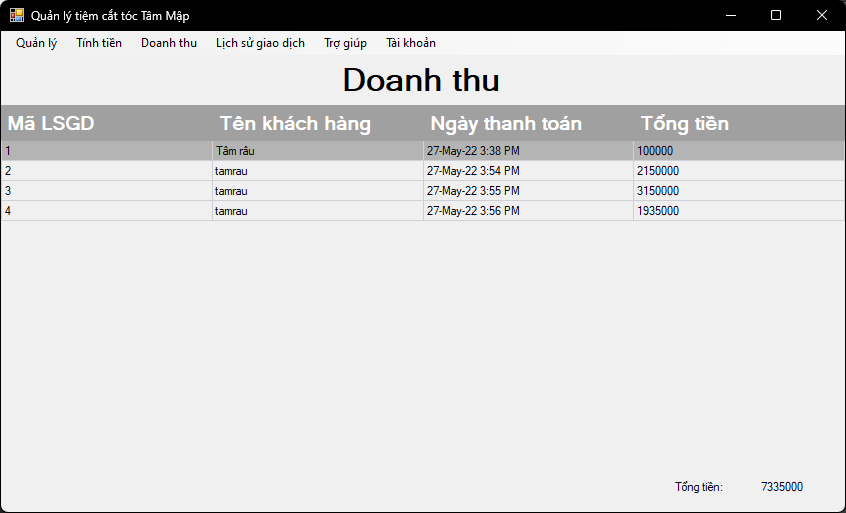 Quản lý tiệm cắt tóc Tâm Mập
Quản lý Tính tiền Doanh thu Lịch sử giao dịch Trợ giúp Tài khoản
Doanh thu
Mã LSGD Tên khách hàng Ngày thanh toán Tổng tiền
1 Tâm râu 27-May-22 3:38 PM 100000
2 tamrau 27-May-22 3:54 PM 2150000
3 tamrau 27-May-22 3:55 PM 3150000
4 tamrau 27-May-22 3:56 PM 1935000
Tổng tiền: 7335000